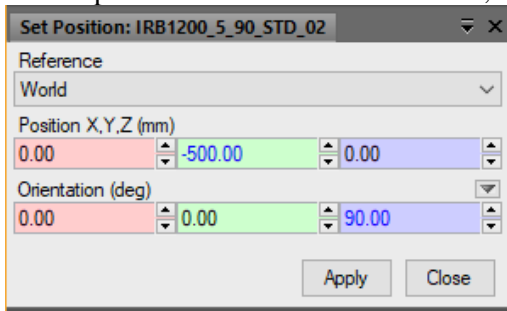 Set Position: IRB1200_5_90_STD_02
Reference
World
Position X,Y,Z (mm)
0.00 -500.00 0.00
Orientation (deg)
0.00 0.00 90.00
Apply Close